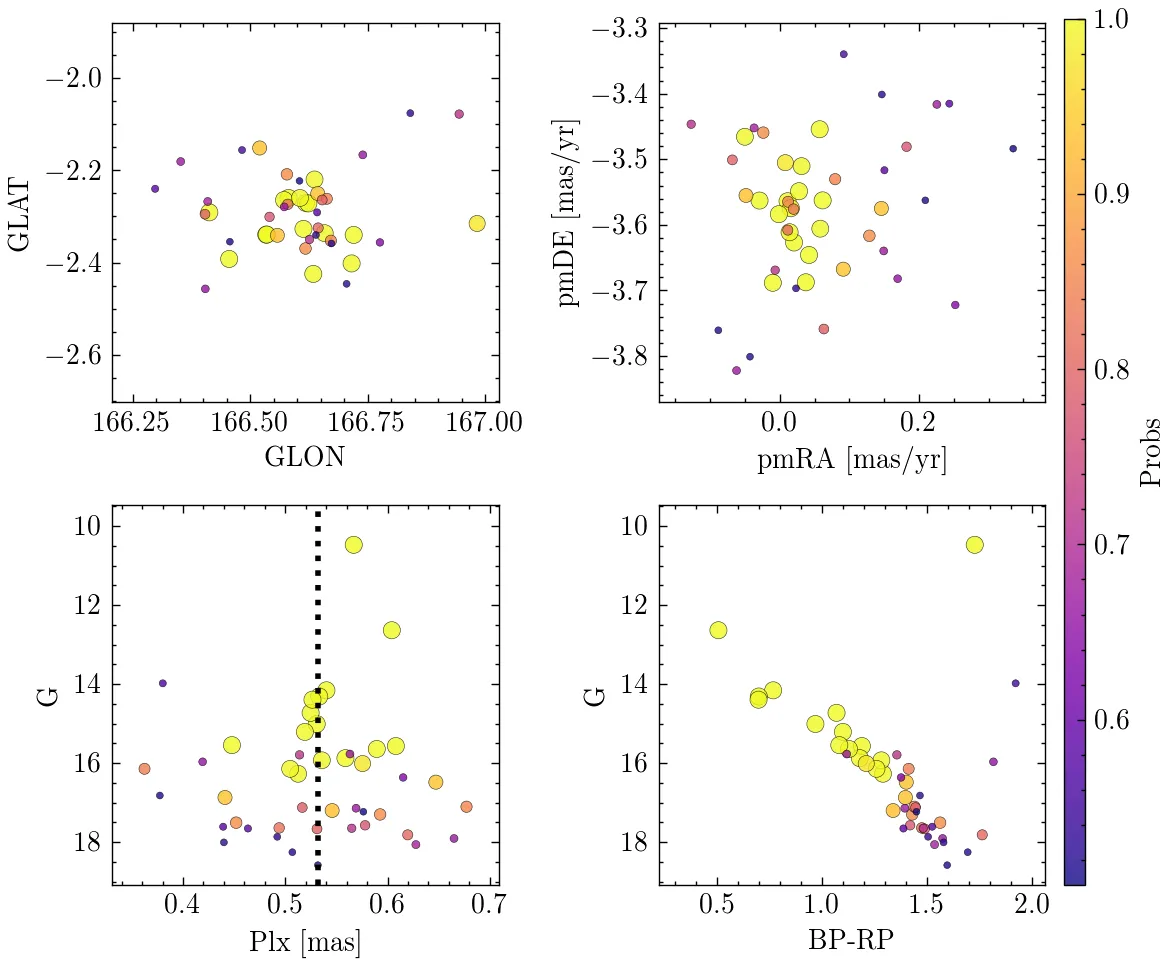 −2.0
−2.2
−2.4
−2.6
GLAT
166.25 166.50 166.75 167.00
GLON
−3.3
−3.4
−3.5
−3.6
−3.7
−3.8
pmDE [mas/yr]
0.0 0.2
pmRA [mas/yr]
10
12
14
16
18
G
0.4 0.5 0.6 0.7
Plx [mas]
10
12
14
16
18
G
0.5 1.0 1.5 2.0
BP-RP
1.0
0.9
0.8
0.7
0.6
Probs